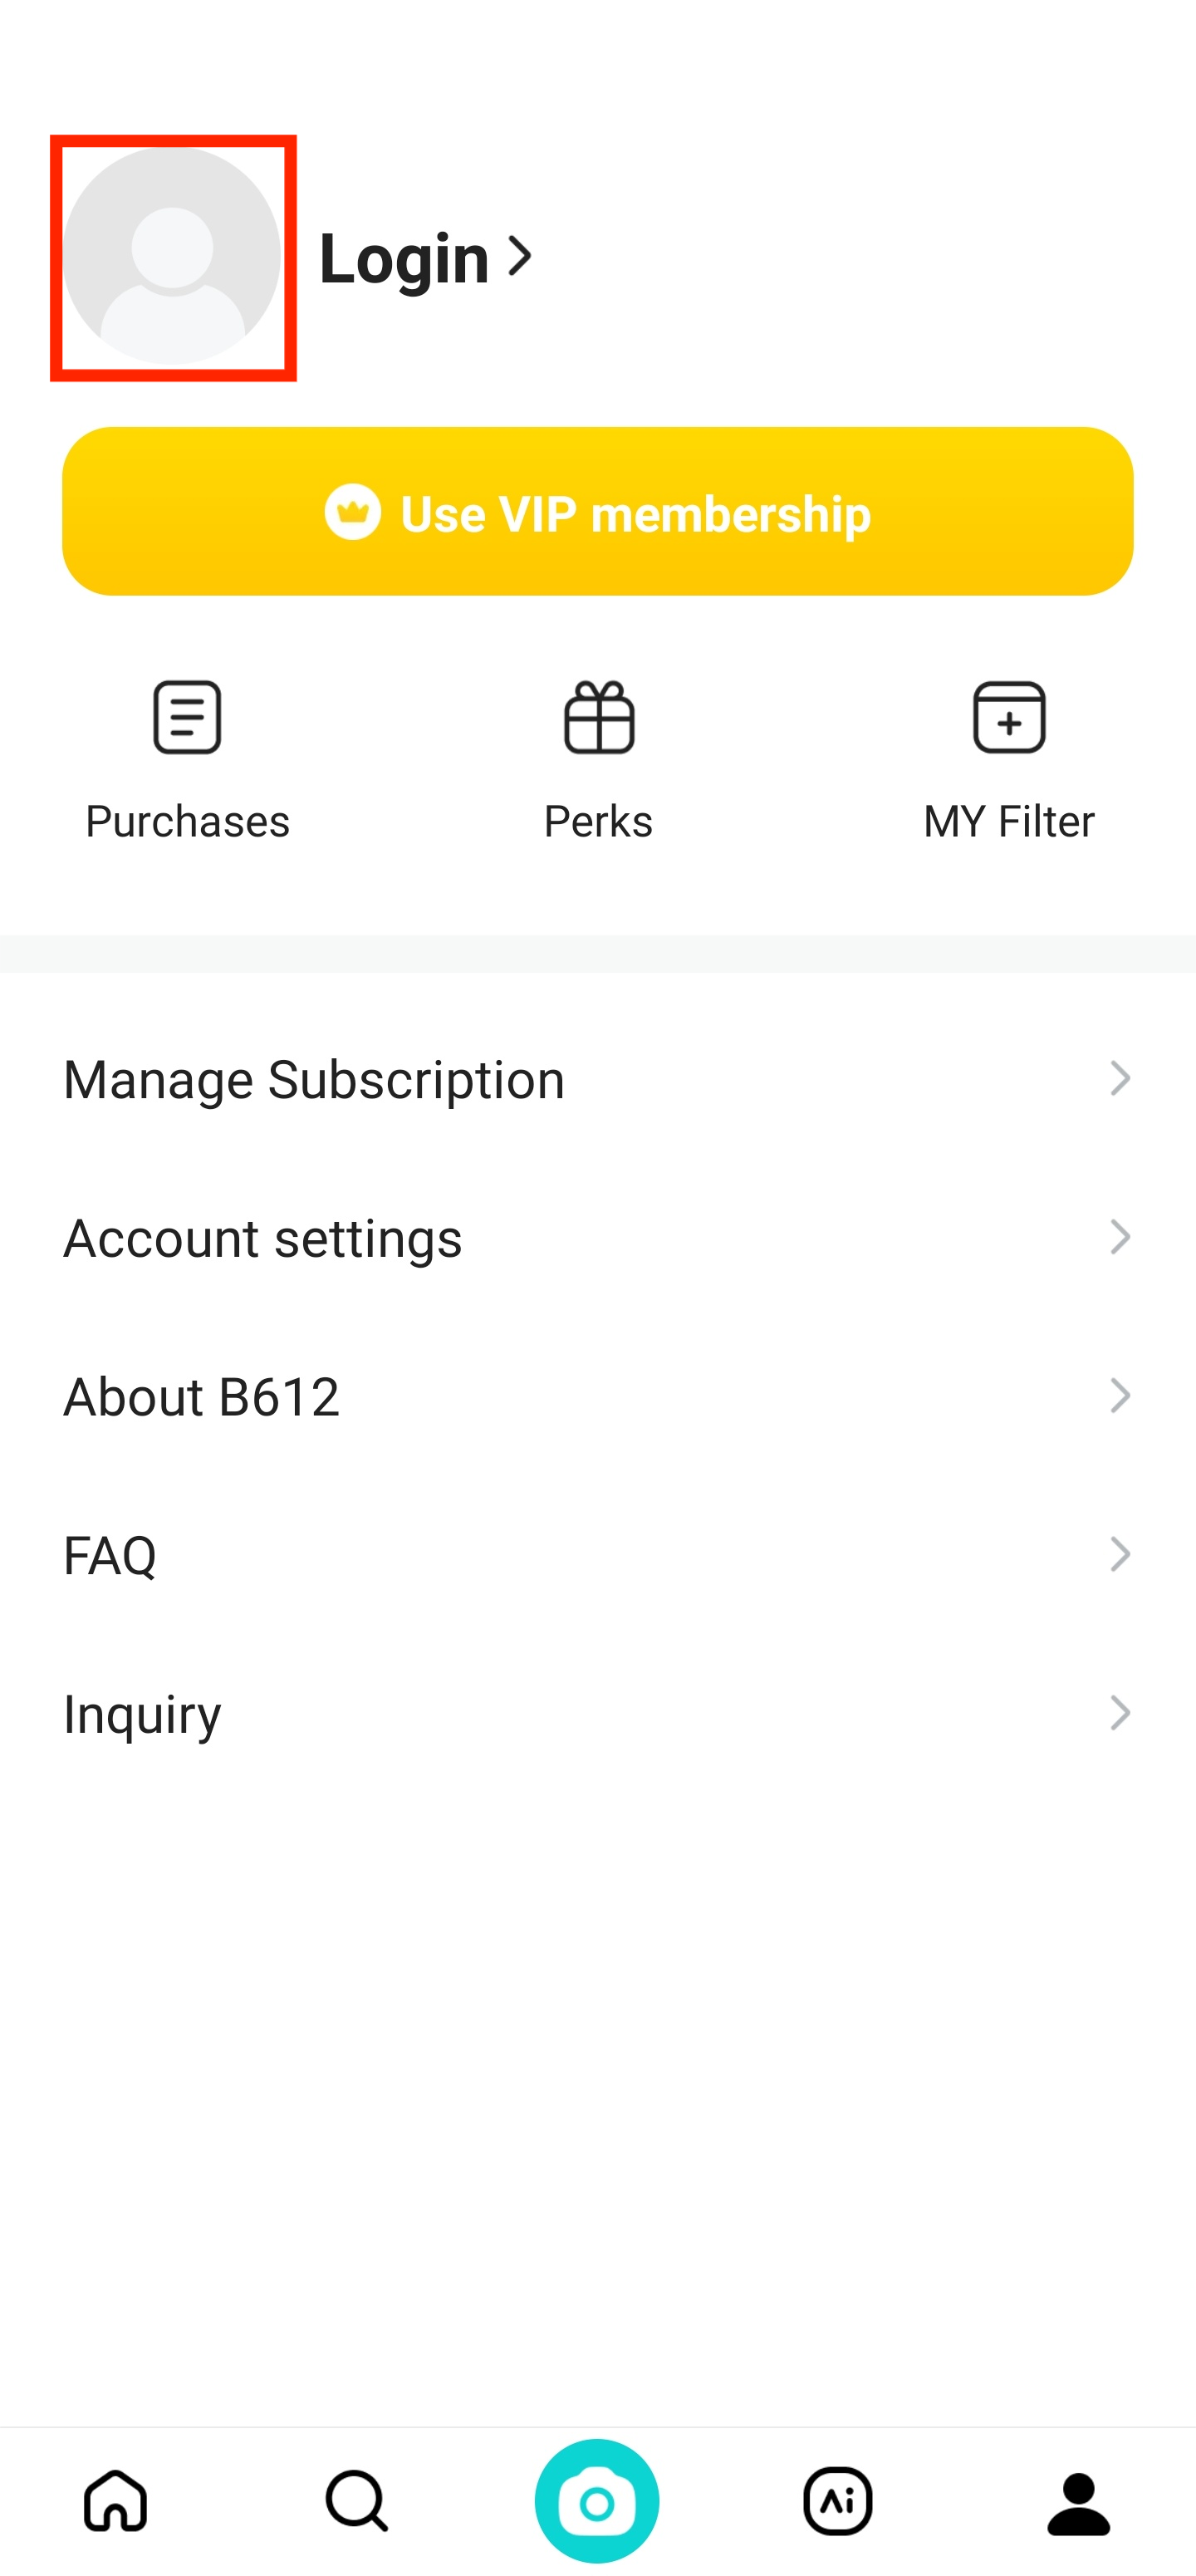 Login
Use VIP membership
Purchases
Perks
MY Filter
Manage Subscription
Account settings
About B612
FAQ
Inquiry
Ai